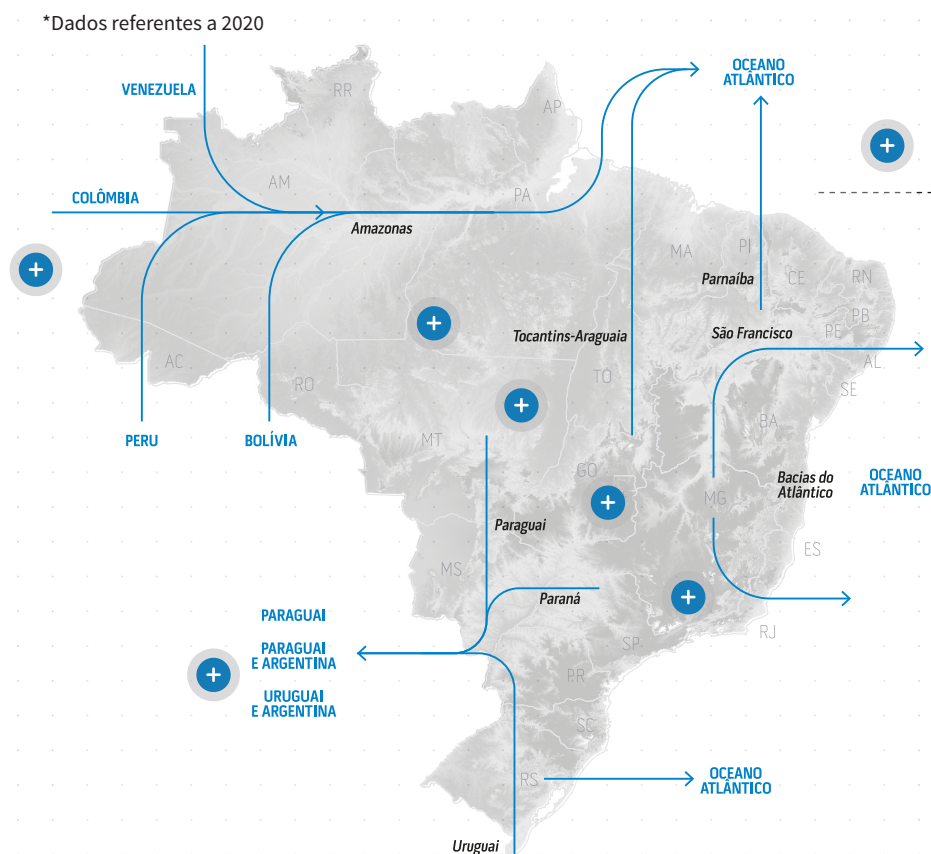 *Dados referentes a 2020
OCEANO
ATLÂNTICO
VENEZUELA
RR
AP
AM
PA
COLÔMBIA
Amazonas
MA
PI
CE
RN
Parnaíba
PB
PE
São Francisco
Tocantins-Araguaia
AL
AC
RO
TO
SE
PERU
BOLÍVIA
MT
BA
GO
Bacias do
Atlântico
OCEANO
ATLÂNTICO
MG
Paraguai
ES
MS
Paraná
PARAGUAI
RJ
SP
PARAGUAI
E ARGENTINA
PR
URUGUAI
E ARGENTINA
SC
RS
OCEANO
ATLÂNTICO
Uruguai